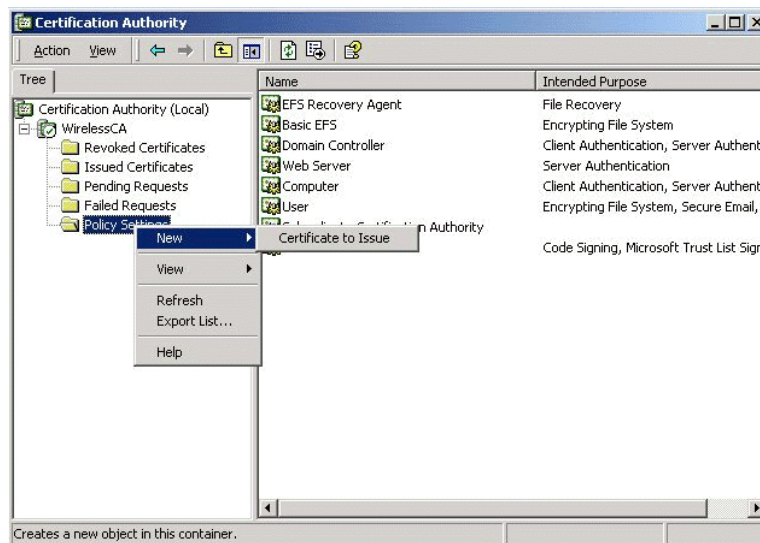 Certification Authority
Action View
Tree
Name Intended Purpose
Certification Authority (Local)
WirelessCA
Revoked Certificates
Issued Certificates
Pending Requests
Failed Requests
Policy Settings
EFS Recovery Agent File Recovery
Basic EFS Encrypting File System
Domain Controller Client Authentication, Server Authent
Web Server Server Authentication
Computer Client Authentication, Server Authent
User Encrypting File System, Secure Email,
Certification Authority
Code Signing, Microsoft Trust List Sigr
New
Certificate to Issue
View
Refresh
Export List...
Help
Creates a new object in this container.